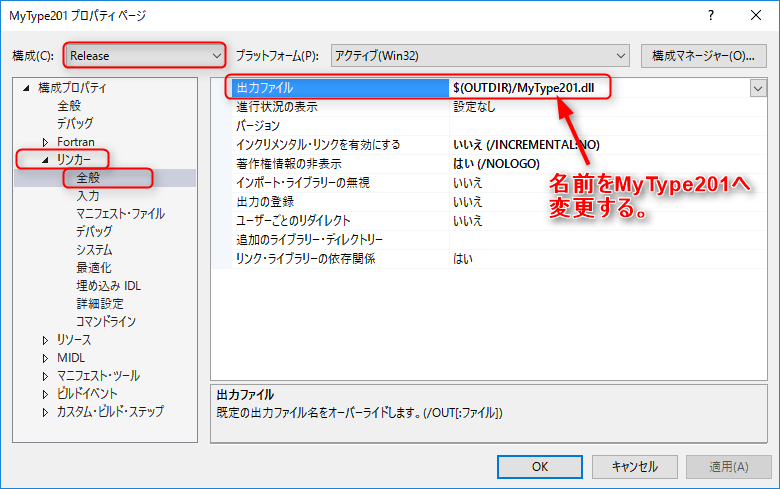 MyType201 プロパティ ページ
? ×
構成(C): Release プラットフォーム(P): アクティブ(Win32) 構成マネージャー(O)...
構成プロパティ
全般
デバッグ
Fortran
リンカー
全般
入力
マニフェスト・ファイル
デバッグ
システム
最適化
埋め込み IDL
詳細設定
コマンドライン
リソース
MIDL
マニフェスト・ツール
ビルドイベント
カスタム・ビルド・ステップ
出力ファイル $(OUTDIR)/MyType201.dll
進行状況の表示 設定なし
バージョン
インクリメンタル・リンクを有効にする いいえ (/INCREMENTAL:NO)
著作権情報の非表示 はい (/NOLOGO)
インポート・ライブラリーの無視 いいえ
出力の登録 いいえ
ユーザーごとのリダイレクト いいえ
追加のライブラリー・ディレクトリー
リンク・ライブラリーの依存関係 はい
名前をMyType201へ
変更する。
出力ファイル
既定の出力ファイル名をオーバーライドします。(/OUT[:ファイル])
OK キャンセル 適用(A)